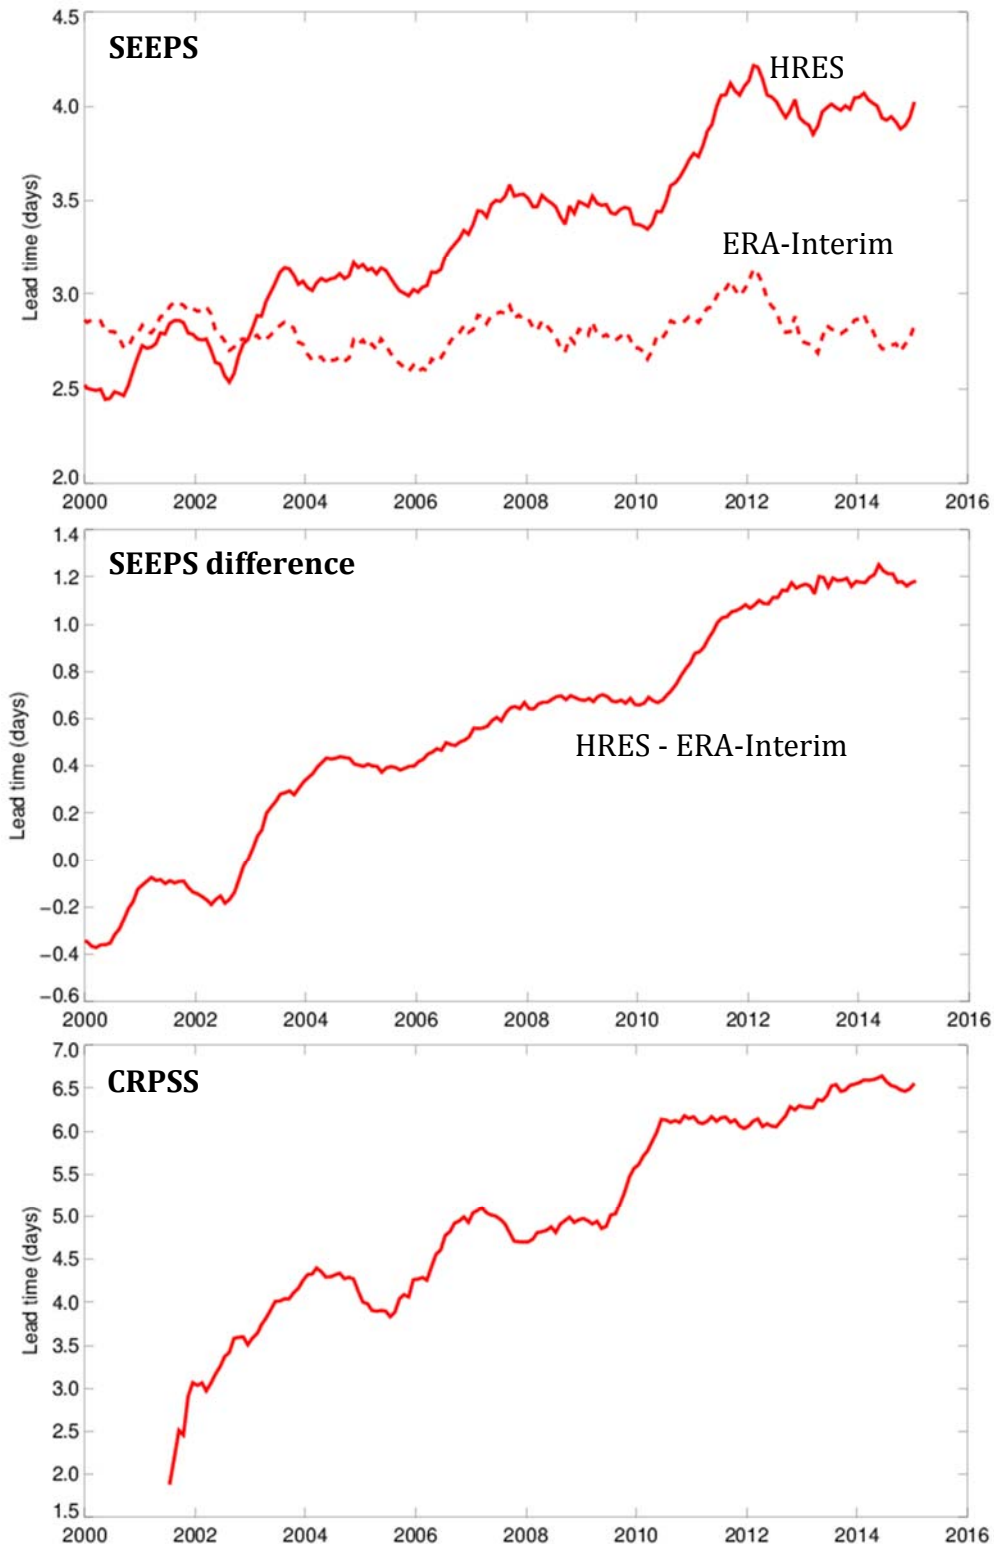 SEEPS
HRES
ERA-Interim
Lead time (days)
4.5
4.0
3.5
3.0
2.5
2.0
2000 2002 2004 2006 2008 2010 2012 2014 2016
SEEPS difference
HRES - ERA-Interim
Lead time (days)
1.4
1.2
1.0
0.8
0.6
0.4
0.2
0.0
−0.2
−0.4
−0.6
2000 2002 2004 2006 2008 2010 2012 2014 2016
CRPSS
Lead time (days)
7.0
6.5
6.0
5.5
5.0
4.5
4.0
3.5
3.0
2.5
2.0
1.5
2000 2002 2004 2006 2008 2010 2012 2014 2016